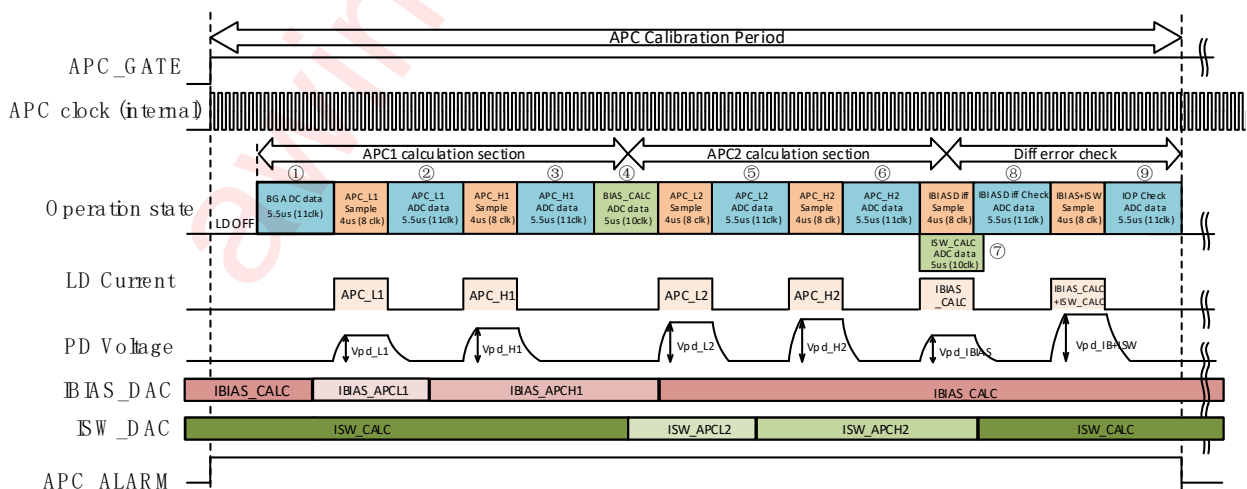 APC Calibration Period
APC_GATE
APC clock (internal)
APC1 calculation section
APC2 calculation section
Diff error check
① ② ③ ④ ⑤ ⑥ ⑧ ⑨
Operation state
LD OFF
BG ADC data
5.5us (11clk)
APC_L1
Sample
4us (8 clk)
APC_L1
ADC data
5.5us (11clk)
APC_H1
Sample
4us (8 clk)
APC_H1
ADC data
5.5us (11clk)
BIAS_CALC
ADC data
5us (10clk)
APC_L2
Sample
4us (8 clk)
APC_L2
ADC data
5.5us (11clk)
APC_H2
Sample
4us (8 clk)
APC_H2
ADC data
5.5us (11clk)
IBIAS Diff
Sample
4us (8 clk)
IBIAS Diff Check
ADC data
5.5us (11clk)
IBIAS+ISW
Sample
4us (8 clk)
IOP Check
ADC data
5.5us (11clk)
ISW_CALC
ADC data
5us (10clk)
⑦
LD Current
APC_L1
APC_H1
APC_L2
APC_H2
IBIAS
_CALC
IBIAS_CALC
+ISW_CALC
PD Voltage
Vpd_L1
Vpd_H1
Vpd_L2
Vpd_H2
Vpd_IBIAS
Vpd_IB+ISW
IBIAS_DAC
IBIAS_CALC
IBIAS_APCL1
IBIAS_APCH1
IBIAS_CALC
ISW_DAC
ISW_CALC
ISW_APCL2
ISW_APCH2
ISW_CALC
APC ALARM
awin